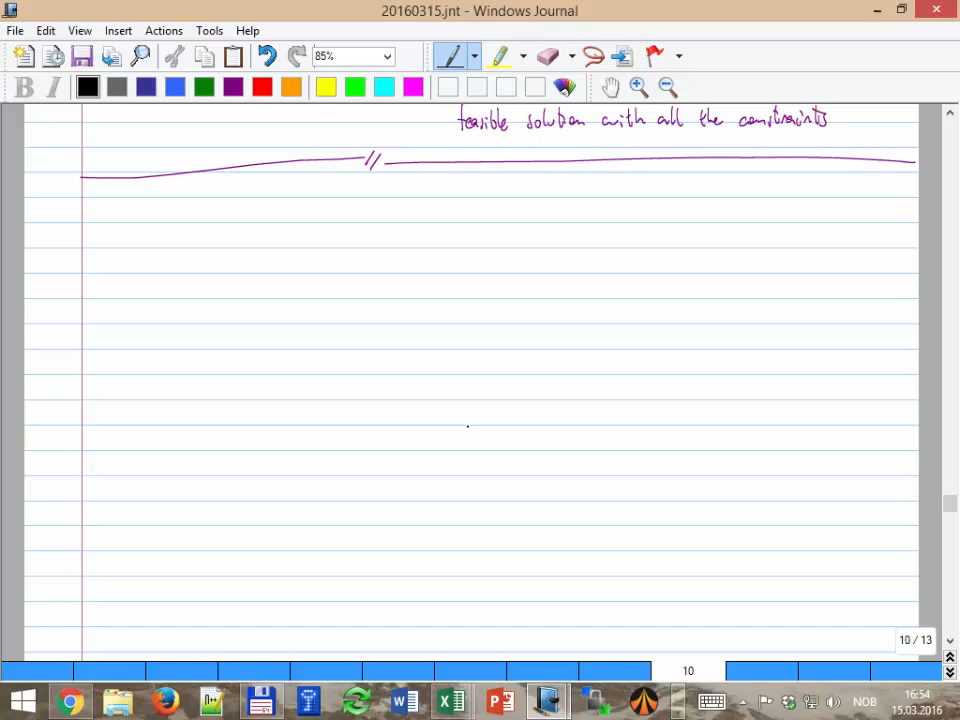 20160315.jnt - Windows Journal
File Edit View Insert Actions Tools Help
85%
B I
feasible solution with all the constraints
10 / 13
10
NOB
16:54
15.03.2016